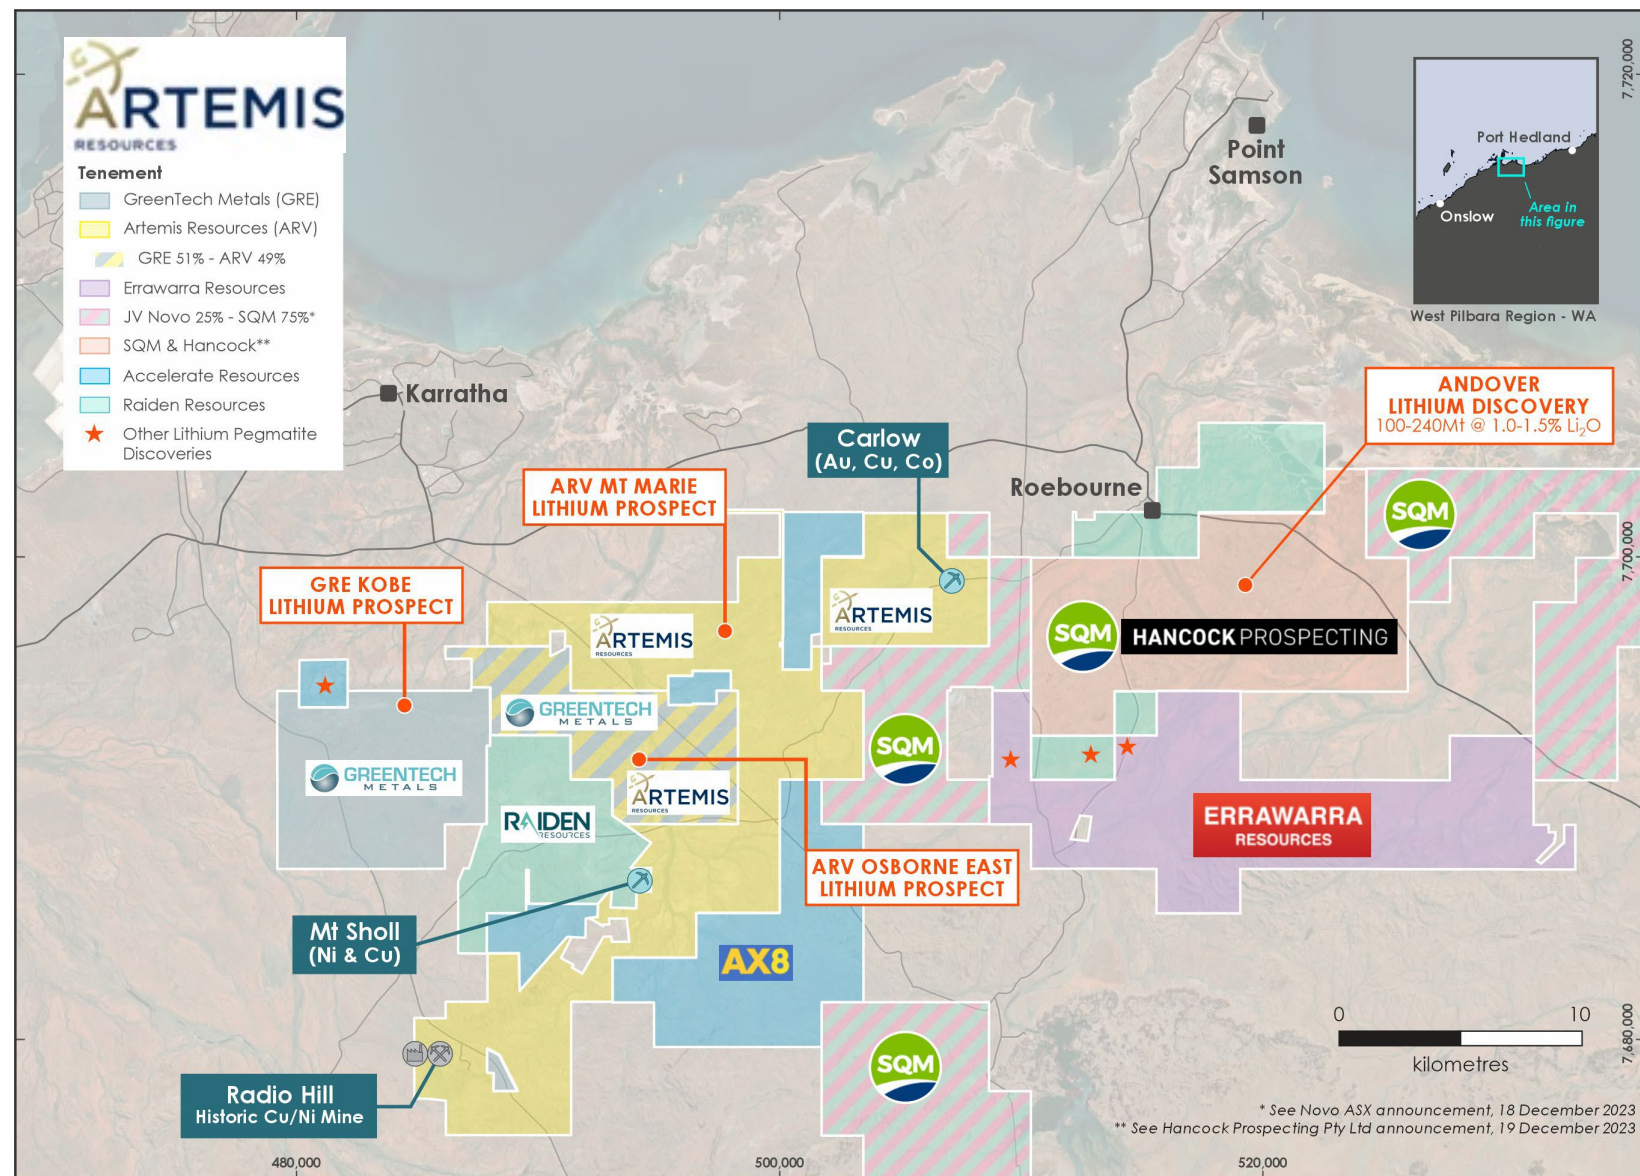 ARTEMIS
RESOURCES
Tenement
GreenTech Metals (GRE)
Artemis Resources (ARV)
GRE 51% - ARV 49%
Errawarra Resources
JV Novo 25% - SQM 75%*
SQM & Hancock**
Accelerate Resources
Raiden Resources
Other Lithium Pegmatite
Discoveries
Point
Samson
Port Hedland
Onslow
Area in
this figure
West Pilbara Region - WA
7,720,000
Karratha
ANDOVER
LITHIUM DISCOVERY
100-240Mt @ 1.0-1.5% Li₂O
Carlow
(Au, Cu, Co)
ARV MT MARIE
LITHIUM PROSPECT
Roebourne
SQM
7,700,000
GRE KOBE
LITHIUM PROSPECT
ARTEMIS
RESOURCES
ARTEMIS
RESOURCES
SQM
HANCOCK PROSPECTING
GREENTECH
METALS
SQM
GREENTECH
METALS
ARTEMIS
RESOURCES
RAIDEN
RESOURCES
ERRAWARRA
RESOURCES
ARV OSBORNE EAST
LITHIUM PROSPECT
Mt Sholl
(Ni & Cu)
AX8
0 10
kilometres
7,680,000
SQM
Radio Hill
Historic Cu/Ni Mine
* See Novo ASX announcement, 18 December 2023
** See Hancock Prospecting Pty Ltd announcement, 19 December 2023
480,000 500,000 520,000